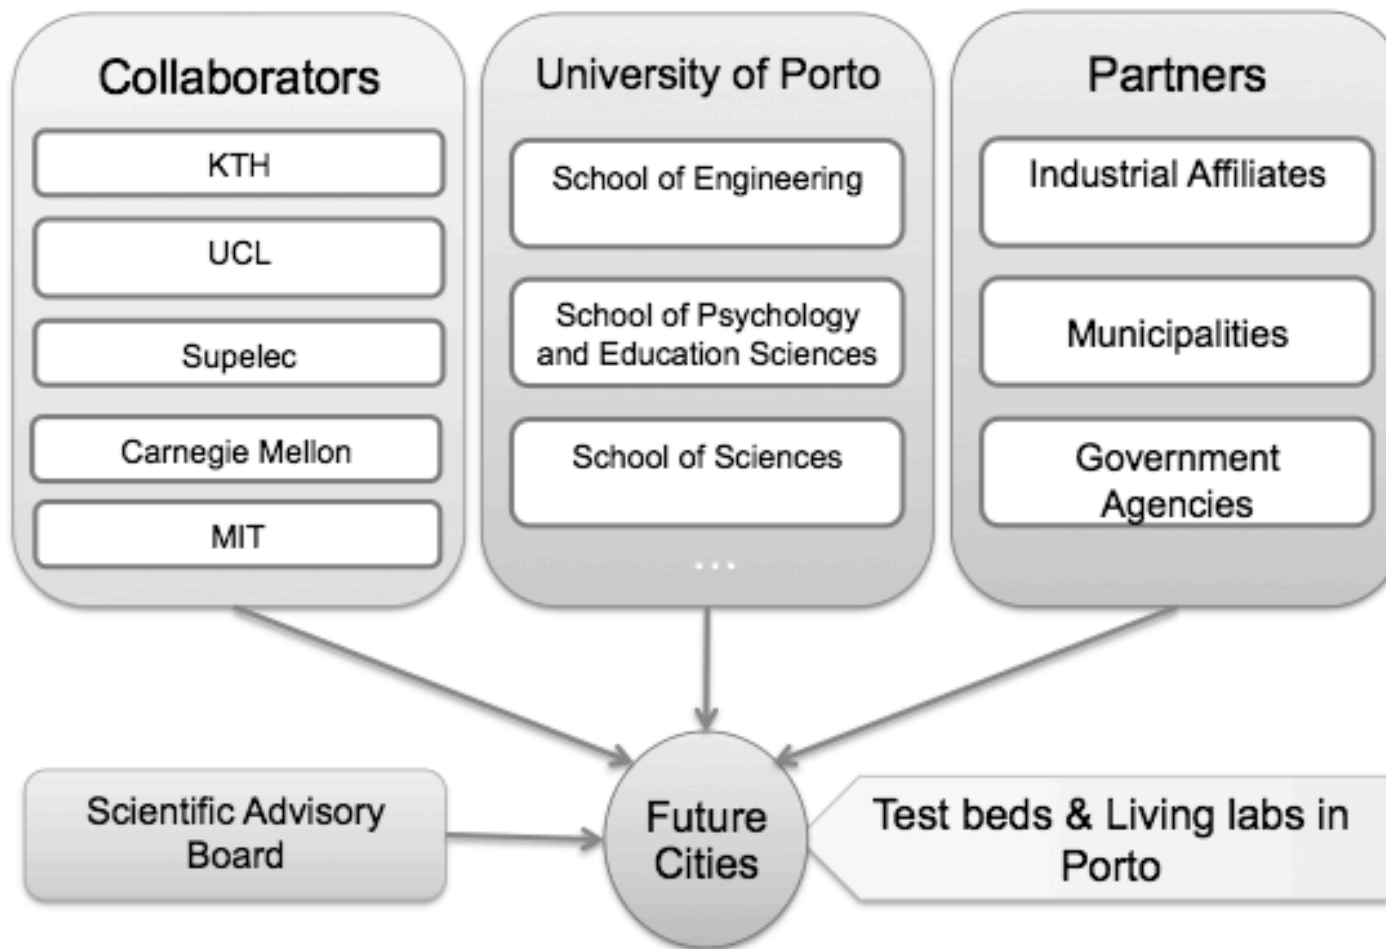 Collaborators
KTH
UCL
Supelec
Carnegie Mellon
MIT
University of Porto
School of Engineering
School of Psychology
and Education Sciences
School of Sciences
...
Partners
Industrial Affiliates
Municipalities
Government
Agencies
Scientific Advisory
Board
Future
Cities
Test beds & Living labs in
Porto